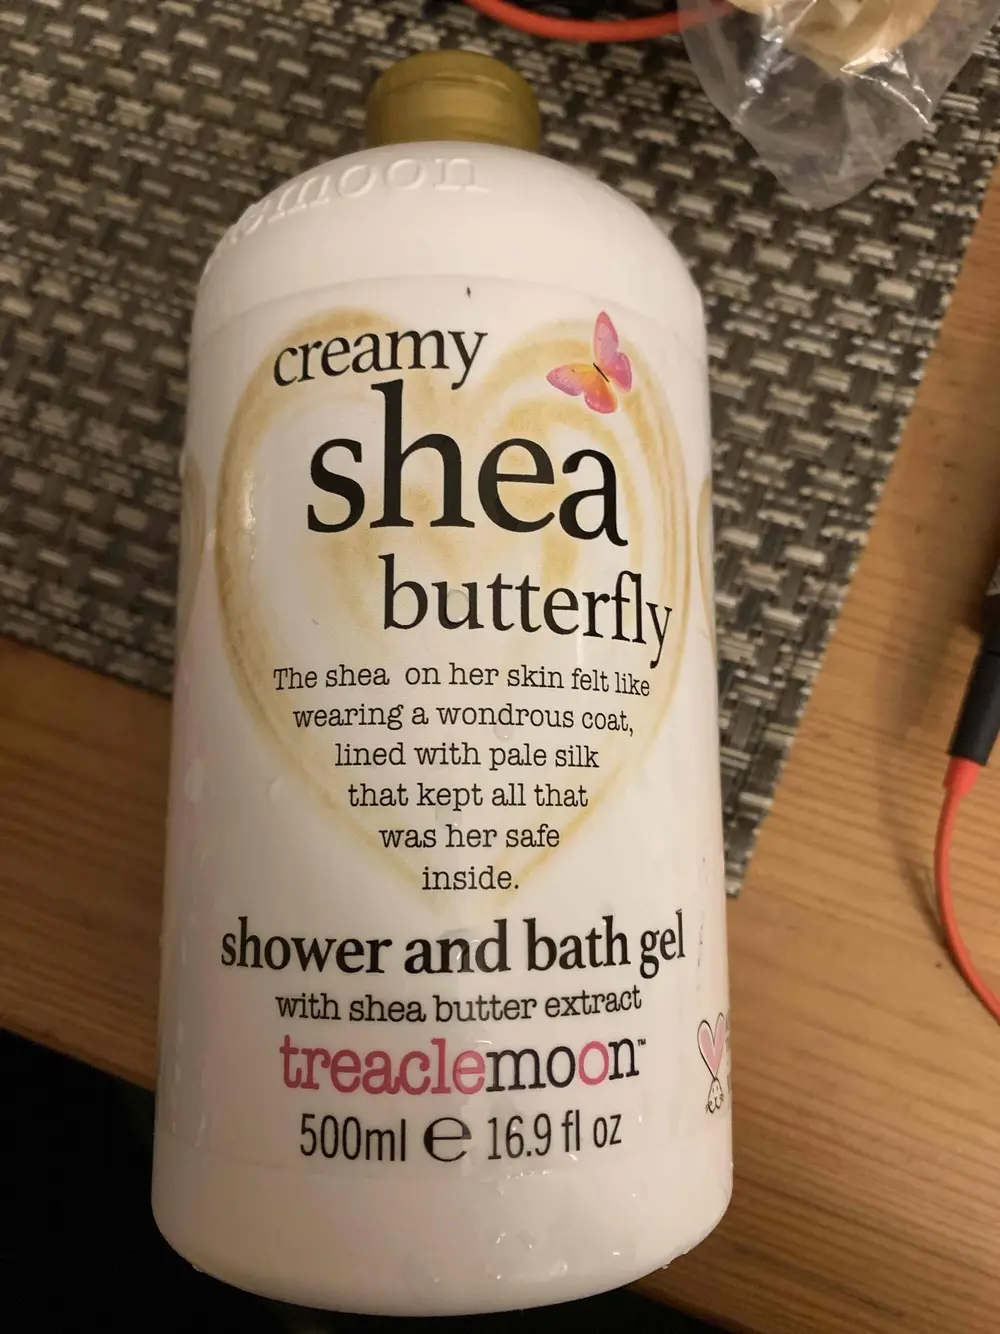 moon
creamy
shea
butterfly
The shea on her skin felt like
wearing a wondrous coat,
lined with pale silk
that kept all that
was her safe
inside.
shower and bath gel
with shea butter extract
treaclemoon™
500ml ℮ 16.9 fl oz